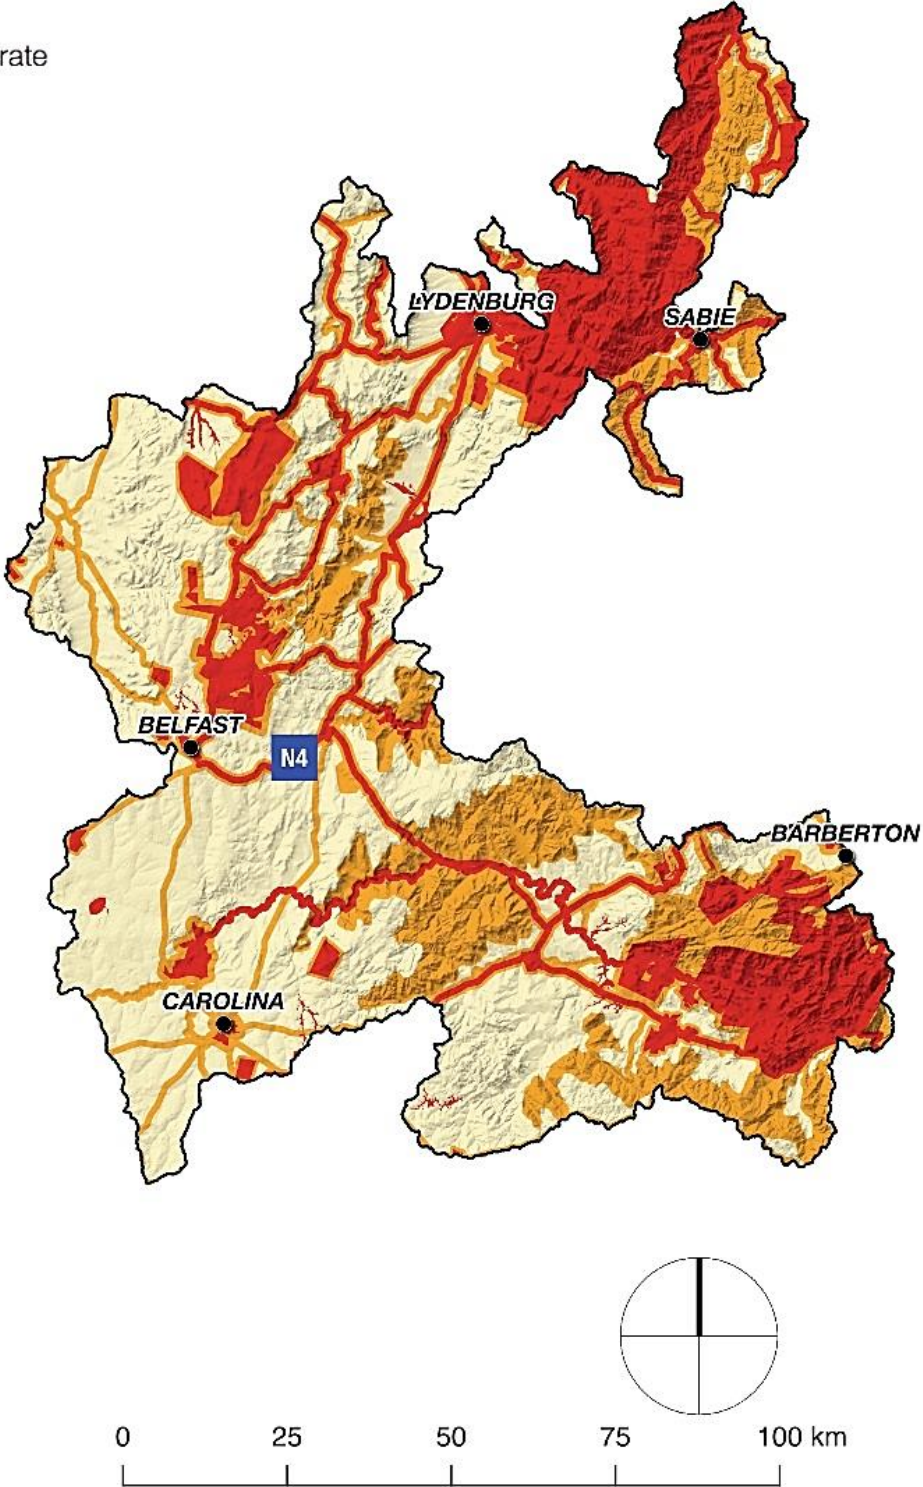 rate
LYDENBURG
SABIE
BELFAST
N4
BARBERTON
CAROLINA
0 25 50 75 100 km